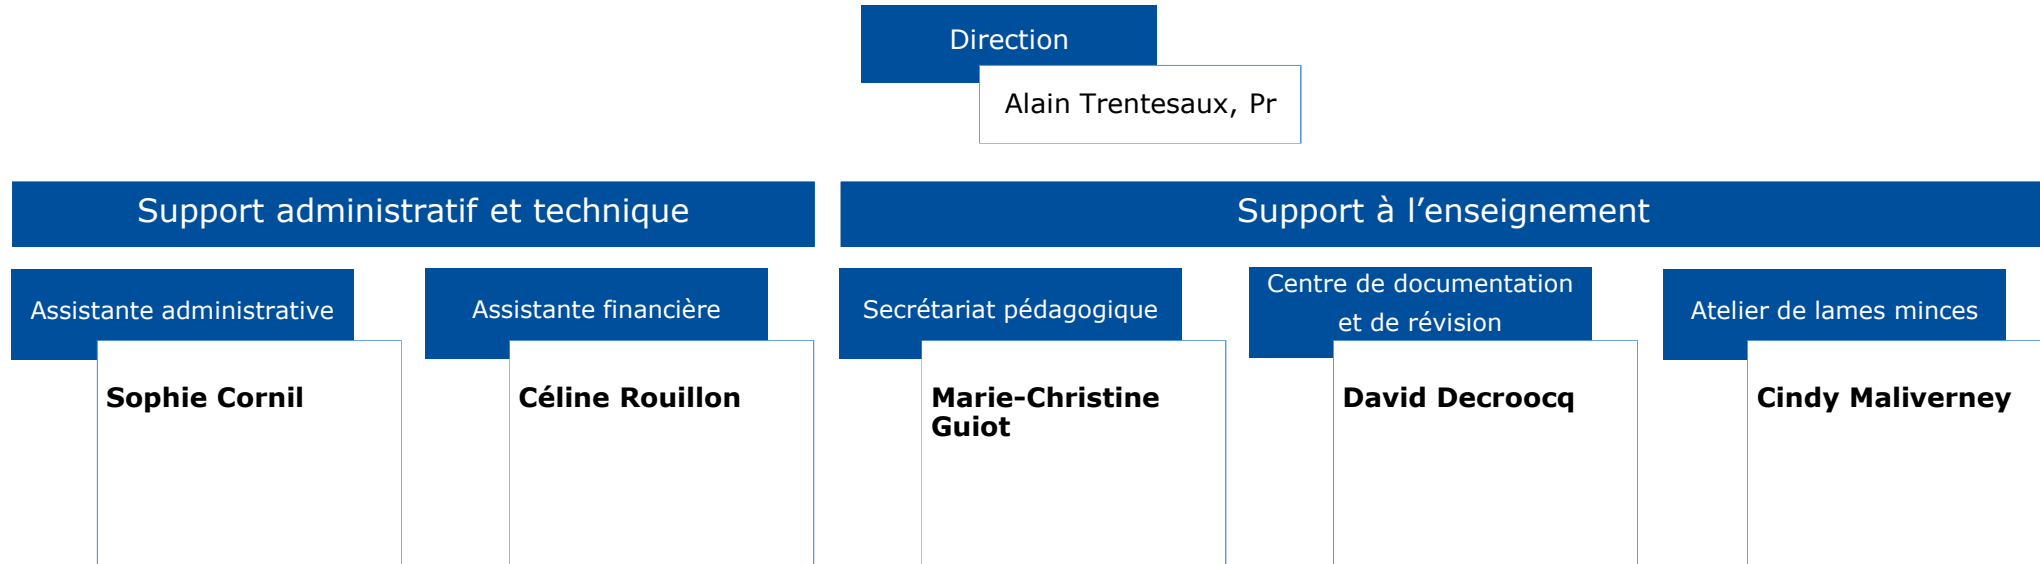 Direction
Alain Trentesaux, Pr
Support administratif et technique
Support à l’enseignement
Assistante administrative
Sophie Cornil
Assistante financière
Céline Rouillon
Secrétariat pédagogique
Marie-Christine
Guiot
Centre de documentation
et de révision
David Decroocq
Atelier de lames minces
Cindy Maliverney